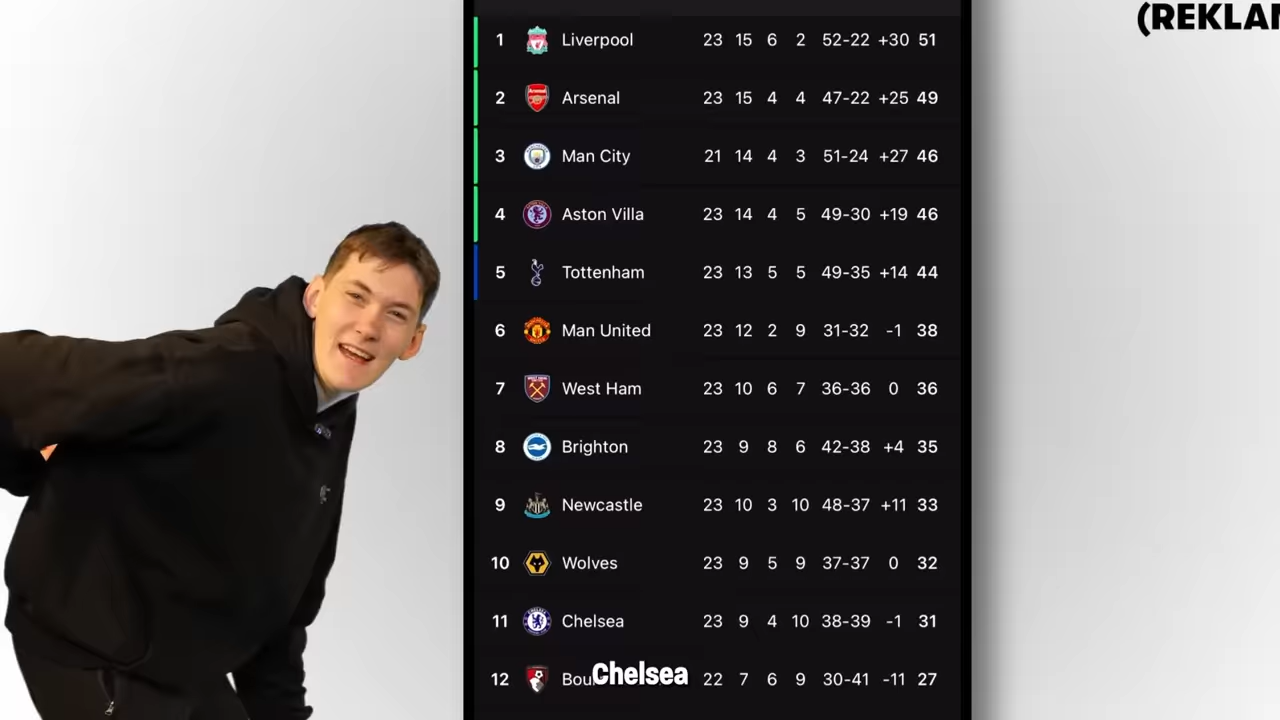 (REKLA
1 Liverpool 23 15 6 2 52-22 +30 51
2 Arsenal 23 15 4 4 47-22 +25 49
3 Man City 21 14 4 3 51-24 +27 46
4 Aston Villa 23 14 4 5 49-30 +19 46
5 Tottenham 23 13 5 5 49-35 +14 44
6 Man United 23 12 2 9 31-32 -1 38
7 West Ham 23 10 6 7 36-36 0 36
8 Brighton 23 9 8 6 42-38 +4 35
9 Newcastle 23 10 3 10 48-37 +11 33
10 Wolves 23 9 5 9 37-37 0 32
11 Chelsea 23 9 4 10 38-39 -1 31
12 Bou 22 7 6 9 30-41 -11 27
Chelsea